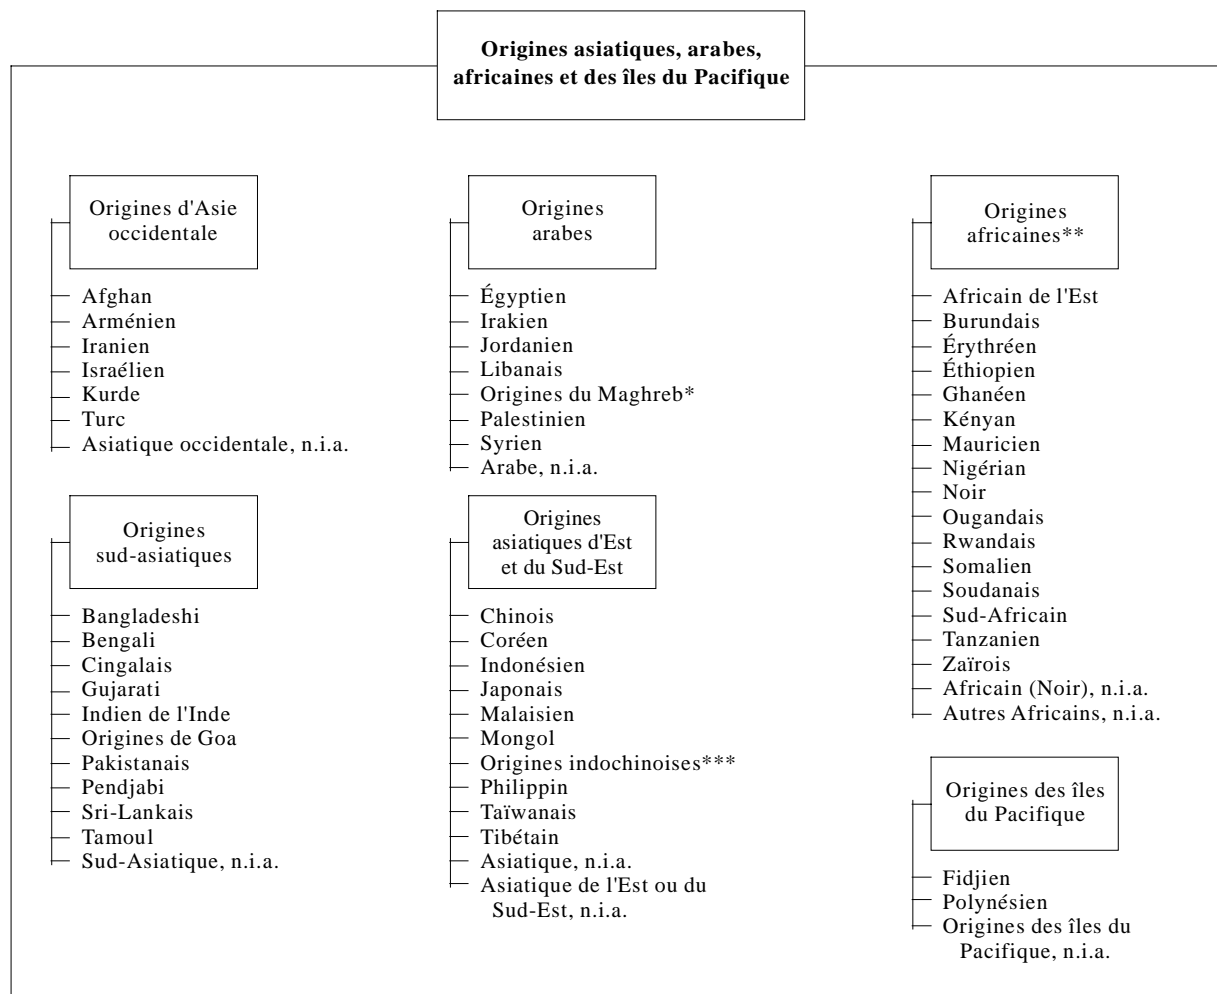 Origines asiatiques, arabes,
africaines et des îles du Pacifique
Origines d'Asie
occidentale
Afghan
Arménien
Iranien
Israélien
Kurde
Turc
Asiatique occidentale, n.i.a.
Origines
sud-asiatiques
Bangladeshi
Bengali
Cingalais
Gujarati
Indien de l'Inde
Origines de Goa
Pakistanais
Pendjabi
Sri-Lankais
Tamoul
Sud-Asiatique, n.i.a.
Origines
arabes
Égyptien
Irakien
Jordanien
Libanais
Origines du Maghreb*
Palestinien
Syrien
Arabe, n.i.a.
Origines
asiatiques d'Est
et du Sud-Est
Chinois
Coréen
Indonésien
Japonais
Malaisien
Mongol
Origines indochinoises***
Philippin
Taïwanais
Tibétain
Asiatique, n.i.a.
Asiatique de l'Est ou du
Sud-Est, n.i.a.
Origines
africaines**
Africain de l'Est
Burundais
Érythréen
Éthiopien
Ghanéen
Kényan
Mauricien
Nigérian
Noir
Ougandais
Rwandais
Somalien
Soudanais
Sud-Africain
Tanzanien
Zaïrois
Africain (Noir), n.i.a.
Autres Africains, n.i.a.
Origines des îles
du Pacifique
Fidjien
Polynésien
Origines des îles du
Pacifique, n.i.a.